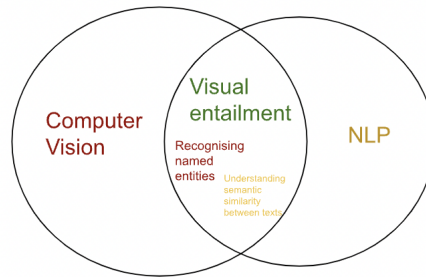 Computer
Vision
Visual
entailment
Recognising
named
entities
Understanding
semantic
similarity
between texts
NLP